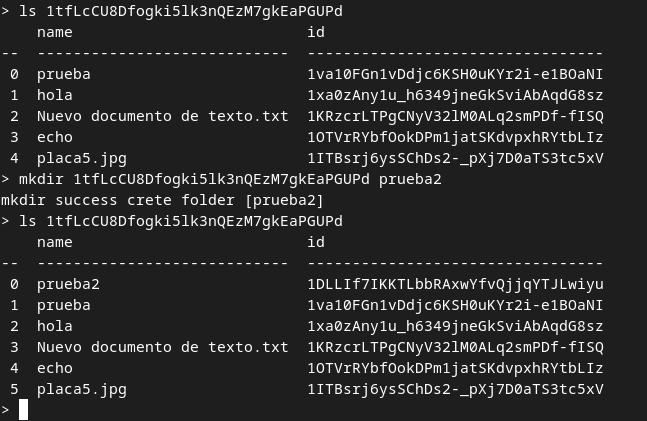 > ls 1tfLcCU8Dfogki5lk3nQEzM7gkEaPGUPd
    name                          id
--  ----------------------------  ---------------------------------
 0  prueba                        1va10FGn1vDdjc6KSH0uKYr2i-e1BOaNI
 1  hola                          1xa0zAny1u_h6349jneGkSviAbAqdG8sz
 2  Nuevo documento de texto.txt  1KRzcrLTPgCNyV32lM0ALq2smPDf-fISQ
 3  echo                          1OTVrRYbfOokDPm1jatSKdvpxhRYtbLIz
 4  placa5.jpg                    1ITBsrj6ysSChDs2-_pXj7D0aTS3tc5xV
> mkdir 1tfLcCU8Dfogki5lk3nQEzM7gkEaPGUPd prueba2
mkdir success crete folder [prueba2]
> ls 1tfLcCU8Dfogki5lk3nQEzM7gkEaPGUPd
    name                          id
--  ----------------------------  ---------------------------------
 0  prueba2                       1DLLIf7IKKTLbbRAxwYfvQjjqYTJLwiyu
 1  prueba                        1va10FGn1vDdjc6KSH0uKYr2i-e1BOaNI
 2  hola                          1xa0zAny1u_h6349jneGkSviAbAqdG8sz
 3  Nuevo documento de texto.txt  1KRzcrLTPgCNyV32lM0ALq2smPDf-fISQ
 4  echo                          1OTVrRYbfOokDPm1jatSKdvpxhRYtbLIz
 5  placa5.jpg                    1ITBsrj6ysSChDs2-_pXj7D0aTS3tc5xV
>